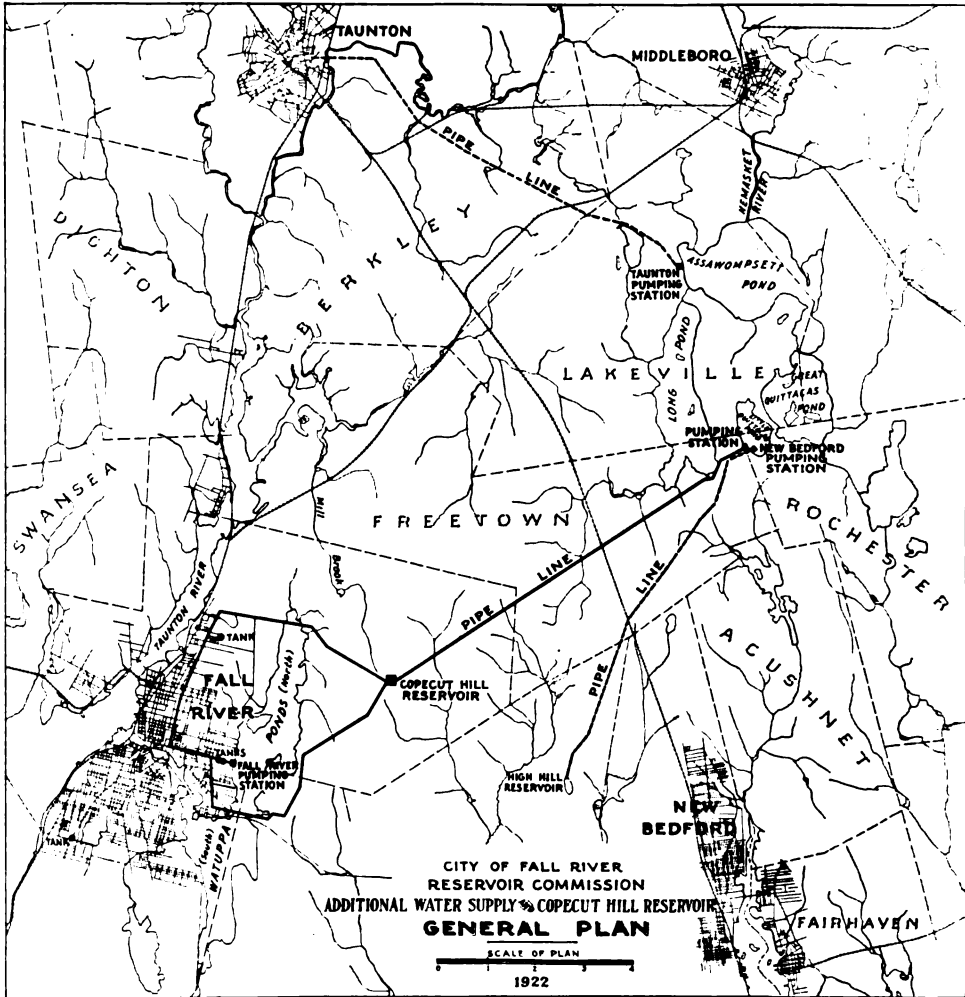 TAUNTON
MIDDLEBORO
PIPE
LINE
NEMASKET
RIVER
DIGHTON
BERKLEY
ASSAWOMPSETT
POND
TAUNTON
PUMPING
STATION
LONG POND
LAKEVILLE
GREAT
QUITTACAS
POND
PUMPING
STATION
NEW BEDFORD
PUMPING
STATION
SWANSEA
Mill
Brook
FREETOWN
ROCHESTER
PIPE
LINE
LINE
PIPE
TAUNTON RIVER
TANK
FALL
RIVER
PONDS (North)
COPECUT HILL
RESERVOIR
ACUSHNET
TANKS
FALL RIVER
PUMPING
STATION
HIGH HILL
RESERVOIR
NEW
BEDFORD
TANK
(South)
WATUPPA
FAIRHAVEN
CITY OF FALL RIVER
RESERVOIR COMMISSION
ADDITIONAL WATER SUPPLY COPECUT HILL RESERVOIR
GENERAL PLAN
SCALE OF PLAN
0 1 2 3 4
1922